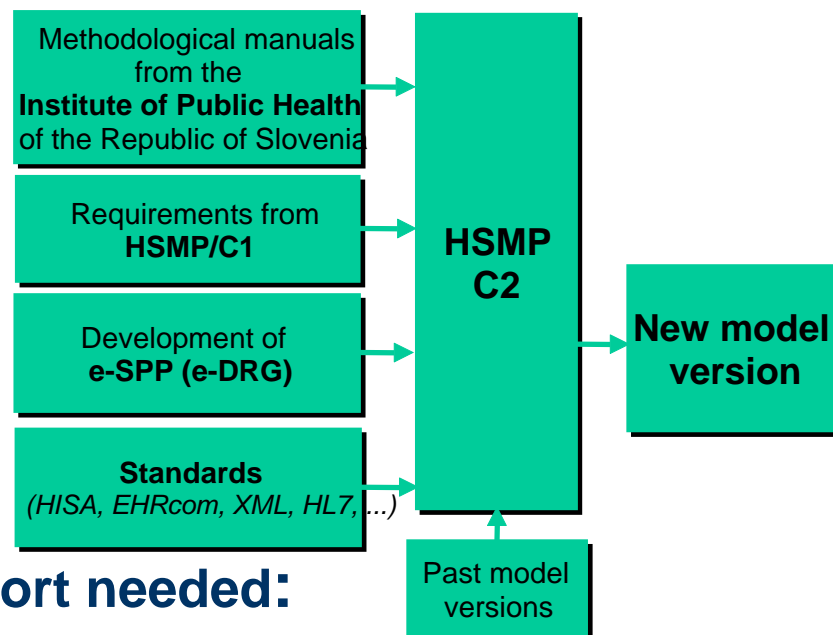 Methodological manuals
from the
Institute of Public Health
of the Republic of Slovenia
Requirements from
HSMP/C1
Development of
e-SPP (e-DRG)
Standards
(HISA, EHRcom, XML, HL7, ...)
HSMP
C2
New model
version
Past model
versions
ort needed: